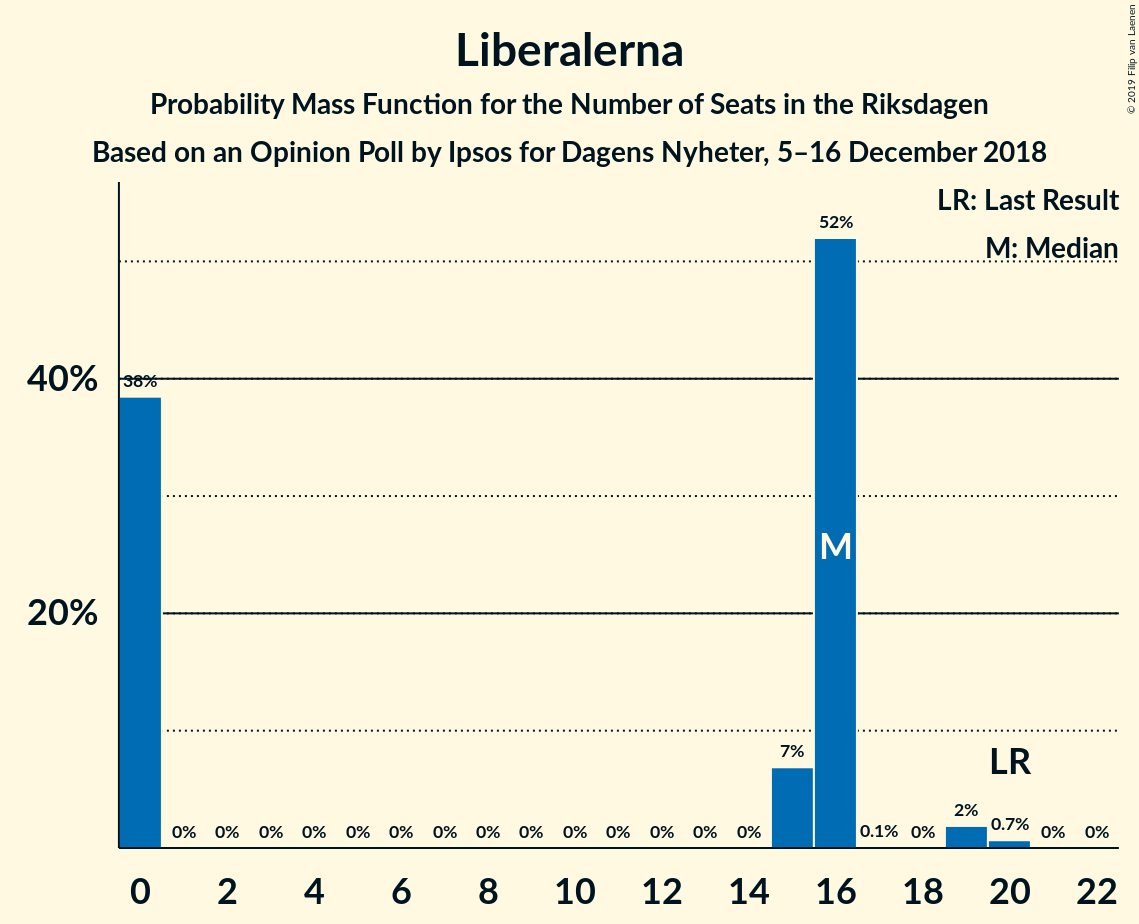 Liberalerna
Probability Mass Function for the Number of Seats in the Riksdagen
Based on an Opinion Poll by Ipsos for Dagens Nyheter, 5–16 December 2018
© 2019 Filip van Laenen
LR: Last Result
M: Median
52%
40%
38%
M
20%
7%
LR
2%
0.7%
0% 0% 0% 0% 0% 0% 0% 0% 0% 0% 0% 0% 0% 0% 0.1% 0% 0% 0%
0 2 4 6 8 10 12 14 16 18 20 22